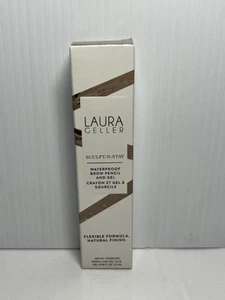 LAURA
GELLER
SCULPT-N-STAY
WATERPROOF
BROW PENCIL
AND GEL
CRAYON ET GEL À
SOURCILS
FLEXIBLE FORMULA.
NATURAL FINISH.